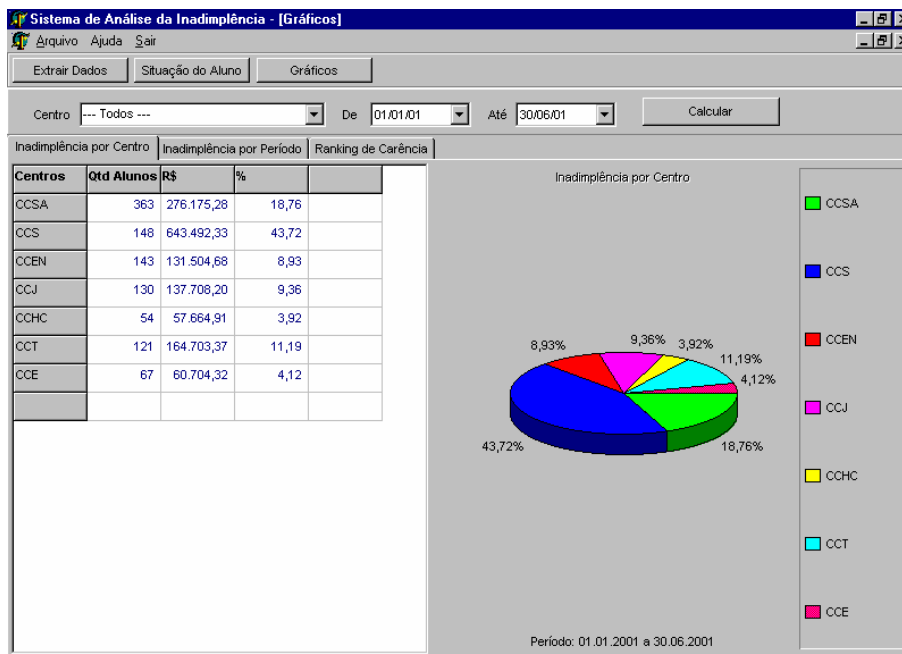 Sistema de Análise da Inadimplência - [Gráficos]
Arquivo Ajuda Sair
Extrair Dados Situação do Aluno Gráficos
Centro --- Todos --- De 01/01/01 Até 30/06/01 Calcular
Inadimplência por Centro Inadimplência por Período Ranking de Carência
Centros Qtd Alunos R$ %
CCSA 363 276.175,28 18,76
CCS 148 643.492,33 43,72
CCEN 143 131.504,68 8,93
CCJ 130 137.708,20 9,36
CCHC 54 57.664,91 3,92
CCT 121 164.703,37 11,19
CCE 67 60.704,32 4,12
Inadimplência por Centro
8,93%
9,36%
3,92%
11,19%
4,12%
43,72%
18,76%
Período: 01.01.2001 a 30.06.2001
CCSA
CCS
CCEN
CCJ
CCHC
CCT
CCE